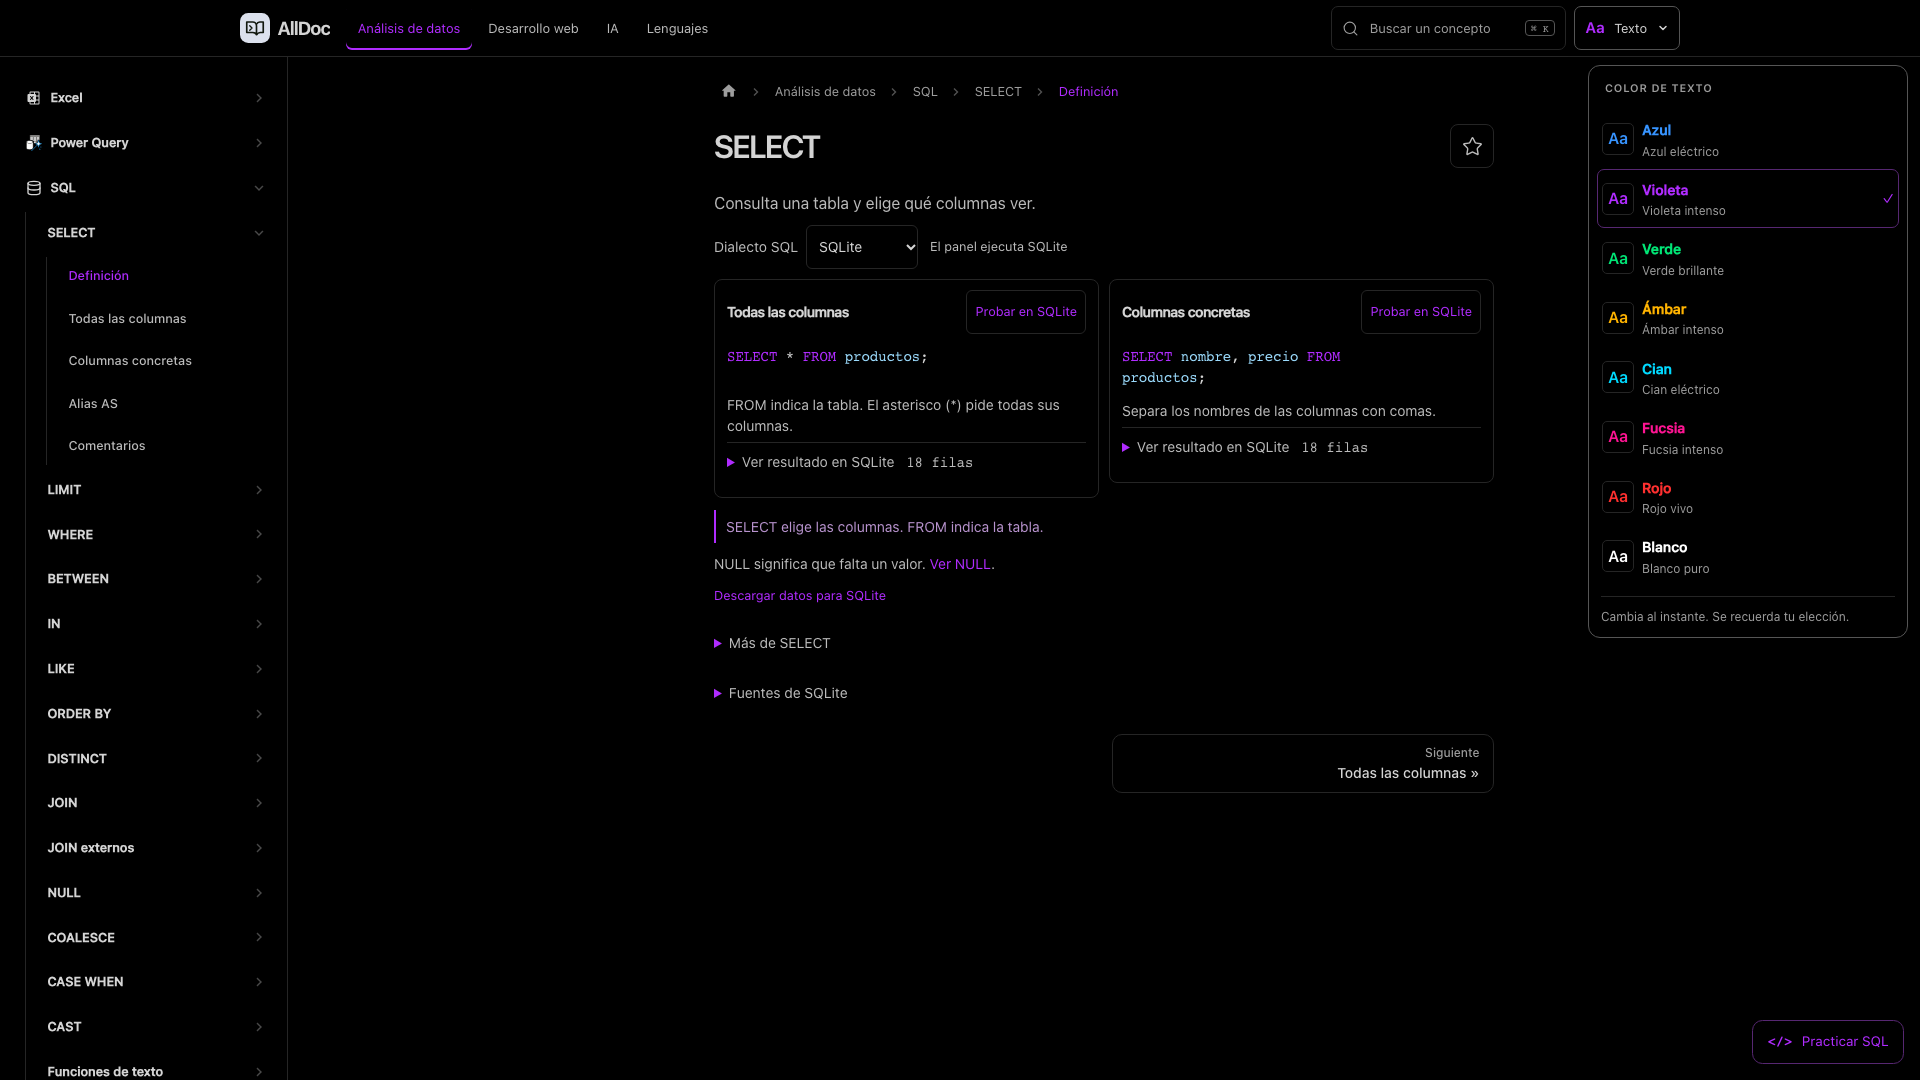 AllDoc
Análisis de datos
Desarrollo web
IA
Lenguajes
Buscar un concepto
⌘ K
Aa Texto
Excel
Power Query
SQL
SELECT
Definición
Todas las columnas
Columnas concretas
Alias AS
Comentarios
LIMIT
WHERE
BETWEEN
IN
LIKE
ORDER BY
DISTINCT
JOIN
JOIN externos
NULL
COALESCE
CASE WHEN
CAST
Funciones de texto
Análisis de datos
SQL
SELECT
Definición
SELECT
Consulta una tabla y elige qué columnas ver.
Dialecto SQL
SQLite
El panel ejecuta SQLite
Todas las columnas
Probar en SQLite
SELECT * FROM productos;
FROM indica la tabla. El asterisco (*) pide todas sus
columnas.
Ver resultado en SQLite 18 filas
Columnas concretas
Probar en SQLite
SELECT nombre, precio FROM
productos;
Separa los nombres de las columnas con comas.
Ver resultado en SQLite 18 filas
SELECT elige las columnas. FROM indica la tabla.
NULL significa que falta un valor. Ver NULL.
Descargar datos para SQLite
Más de SELECT
Fuentes de SQLite
Siguiente
Todas las columnas »
COLOR DE TEXTO
Aa Azul
Azul eléctrico
Aa Violeta
Violeta intenso
Aa Verde
Verde brillante
Aa Ámbar
Ámbar intenso
Aa Cian
Cian eléctrico
Aa Fucsia
Fucsia intenso
Aa Rojo
Rojo vivo
Aa Blanco
Blanco puro
Cambia al instante. Se recuerda tu elección.
</> Practicar SQL